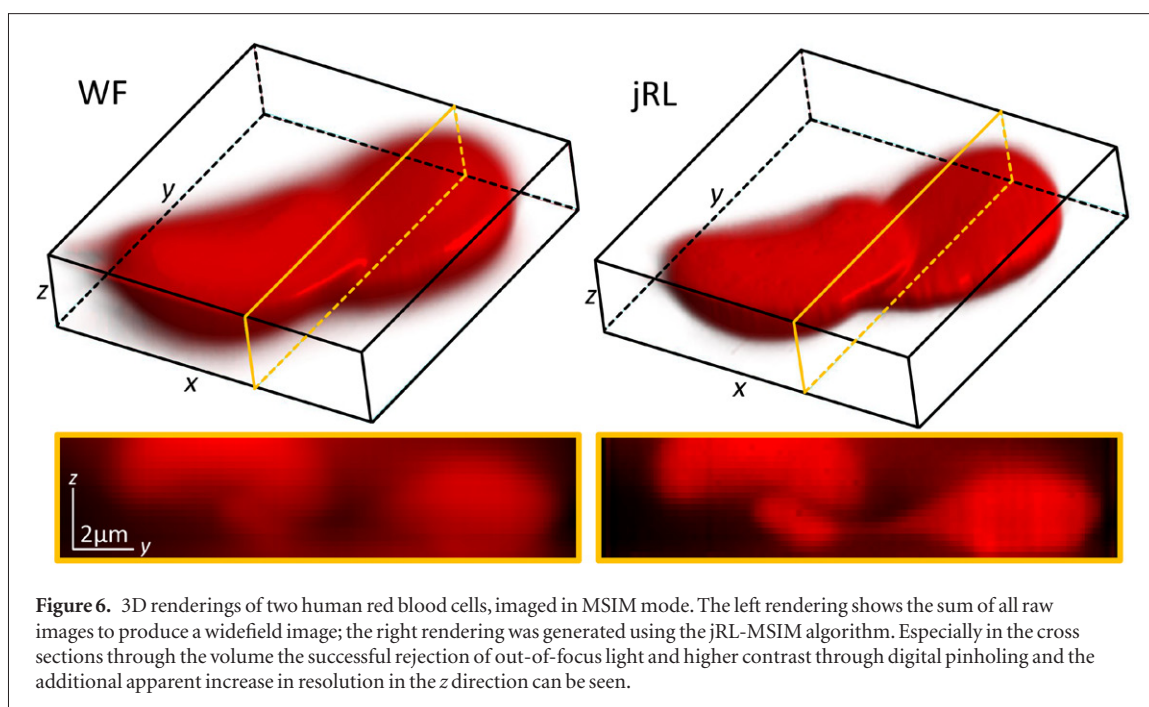 WF
jRL
y
y
z
z
x
x
z
2μm
y
Figure 6. 3D renderings of two human red blood cells, imaged in MSIM mode. The left rendering shows the sum of all raw
images to produce a widefield image; the right rendering was generated using the jRL-MSIM algorithm. Especially in the cross
sections through the volume the successful rejection of out-of-focus light and higher contrast through digital pinholing and the
additional apparent increase in resolution in the z direction can be seen.